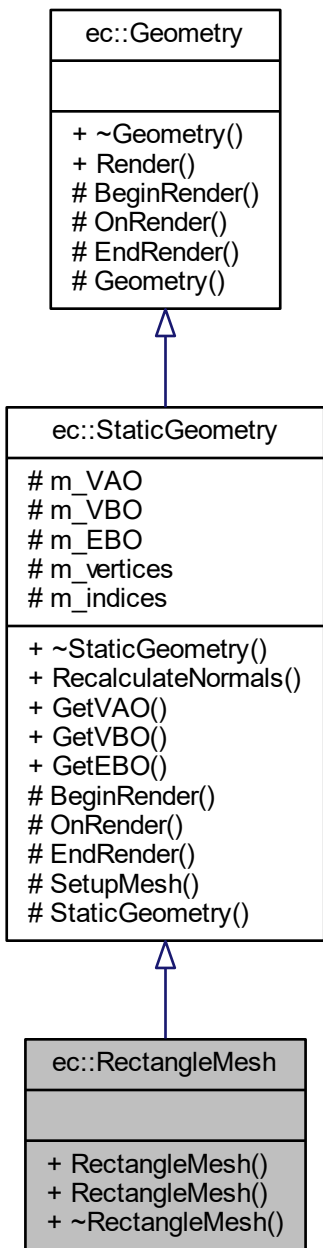 ec::Geometry
+ ~Geometry()
+ Render()
# BeginRender()
# OnRender()
# EndRender()
# Geometry()
ec::StaticGeometry
# m_VAO
# m_VBO
# m_EBO
# m_vertices
# m_indices
+ ~StaticGeometry()
+ RecalculateNormals()
+ GetVAO()
+ GetVBO()
+ GetEBO()
# BeginRender()
# OnRender()
# EndRender()
# SetupMesh()
# StaticGeometry()
ec::RectangleMesh
+ RectangleMesh()
+ RectangleMesh()
+ ~RectangleMesh()